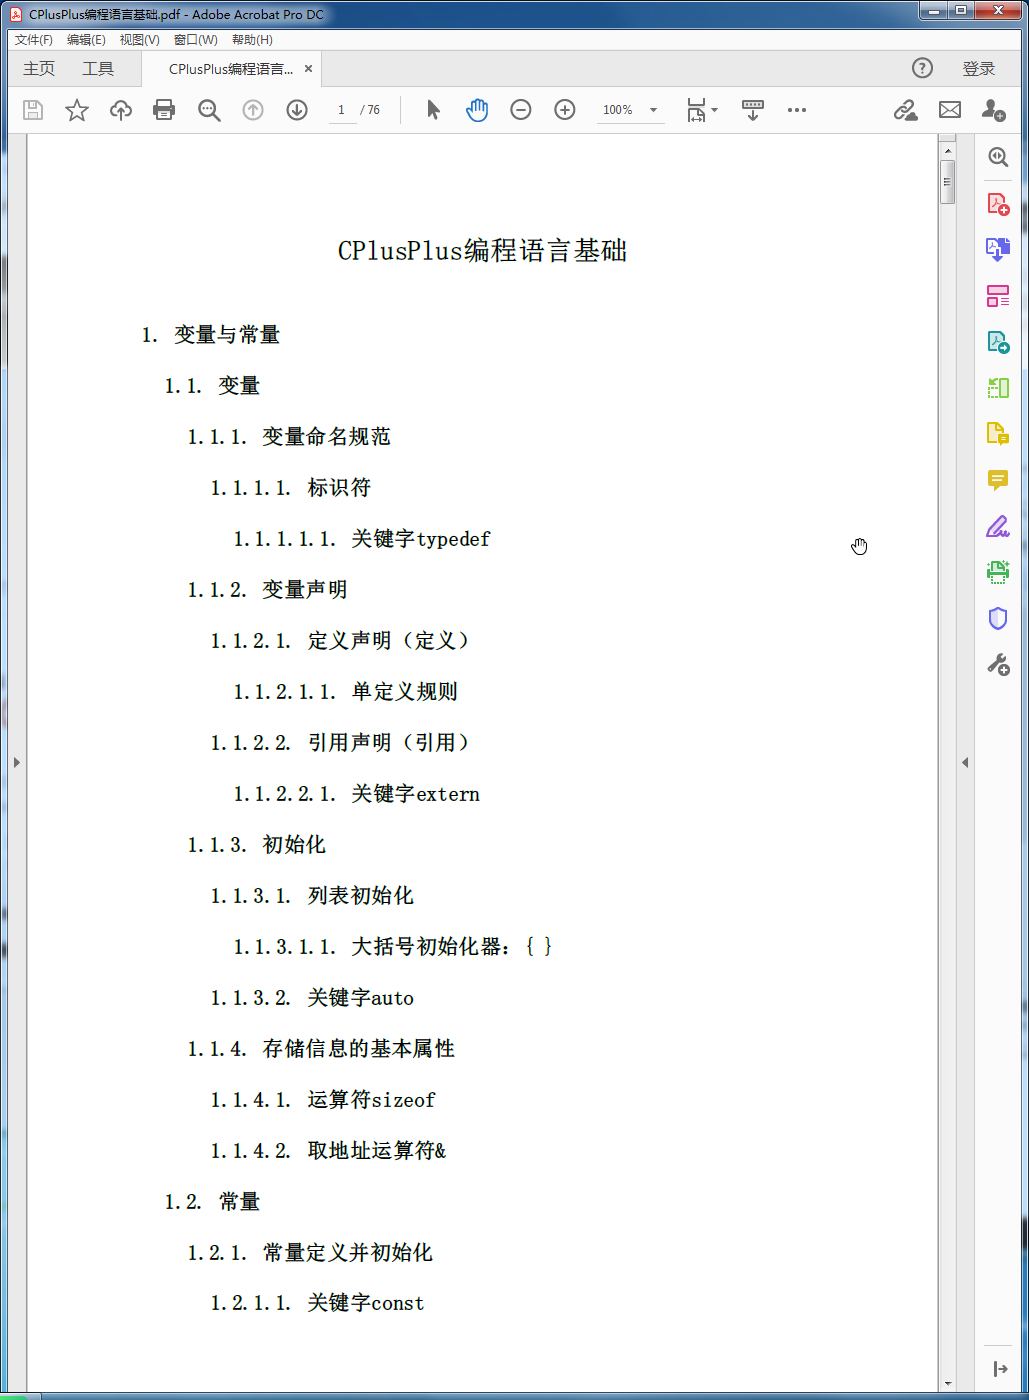 CPlusPlus编程语言基础.pdf - Adobe Acrobat Pro DC
文件(F) 编辑(E) 视图(V) 窗口(W) 帮助(H)
主页 工具 CPlusPlus编程语言... × 登录
1 / 76 100%
CPlusPlus编程语言基础
1. 变量与常量
1.1. 变量
1.1.1. 变量命名规范
1.1.1.1. 标识符
1.1.1.1.1. 关键字typedef
1.1.2. 变量声明
1.1.2.1. 定义声明（定义）
1.1.2.1.1. 单定义规则
1.1.2.2. 引用声明（引用）
1.1.2.2.1. 关键字extern
1.1.3. 初始化
1.1.3.1. 列表初始化
1.1.3.1.1. 大括号初始化器：{ }
1.1.3.2. 关键字auto
1.1.4. 存储信息的基本属性
1.1.4.1. 运算符sizeof
1.1.4.2. 取地址运算符&
1.2. 常量
1.2.1. 常量定义并初始化
1.2.1.1. 关键字const